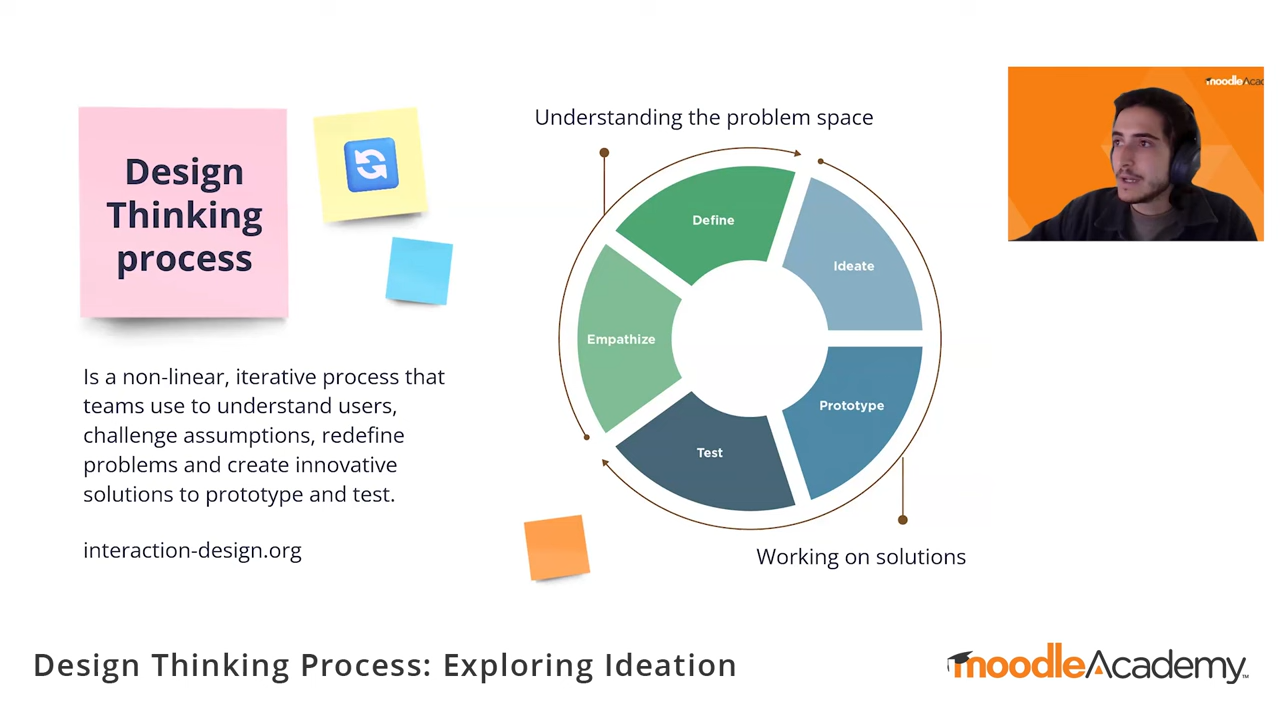 Design
Thinking
process
Is a non-linear, iterative process that
teams use to understand users,
challenge assumptions, redefine
problems and create innovative
solutions to prototype and test.
interaction-design.org
Understanding the problem space
Define
Ideate
Empathize
Prototype
Test
Working on solutions
moodle
Design Thinking Process: Exploring Ideation
moodleAcademy™